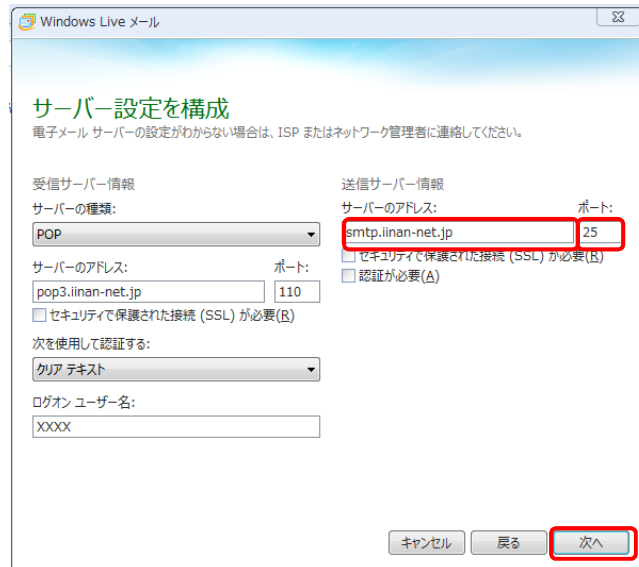 Windows Live メール
サーバー設定を構成
電子メール サーバーの設定がわからない場合は、ISP またはネットワーク管理者に連絡してください。
受信サーバー情報
サーバーの種類:
POP
サーバーのアドレス:
ポート:
pop3.iinan-net.jp
110
セキュリティで保護された接続 (SSL) が必要(R)
次を使用して認証する:
クリア テキスト
ログオン ユーザー名:
XXXX
送信サーバー情報
サーバーのアドレス:
ポート:
smtp.iinan-net.jp
25
セキュリティで保護された接続 (SSL) が必要(R)
認証が必要(A)
キャンセル
戻る
次へ